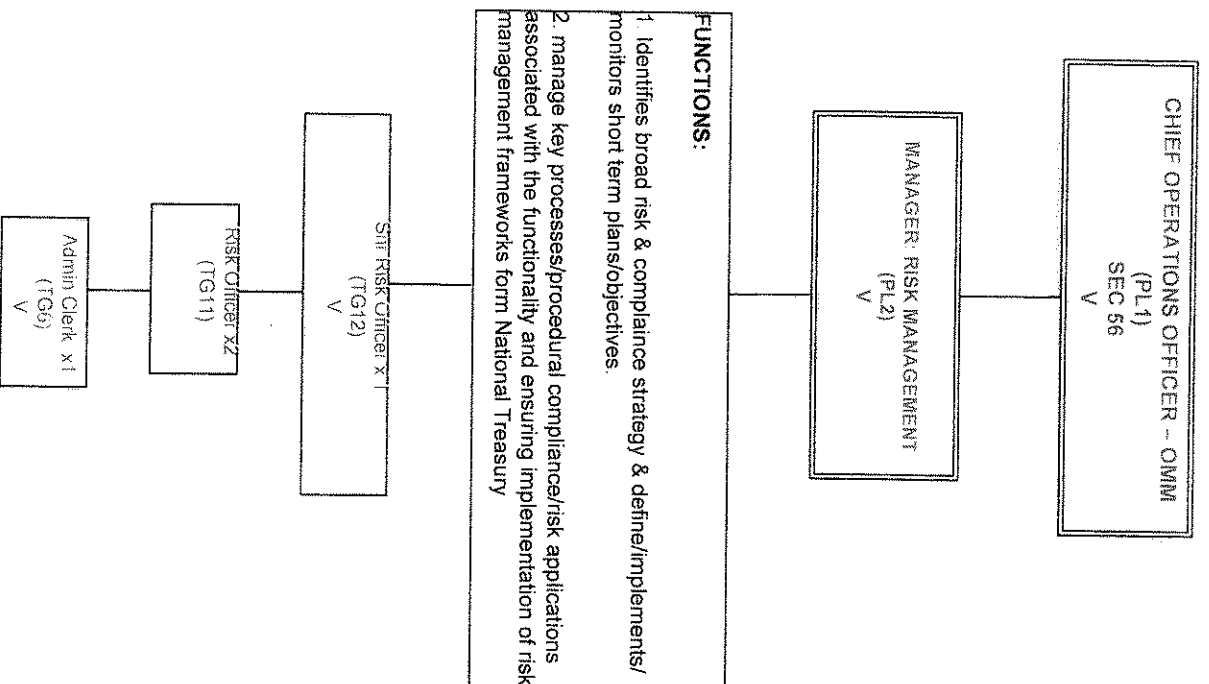 CHIEF OPERATIONS OFFICER – OMM
(PL1)
SEC 56
V
MANAGER: RISK MANAGEMENT
(PL2)
V
FUNCTIONS:
1. Identifies broad risk & complaince strategy & define/implements/
monitors short term plans/objectives.
2. manage key processes/procedural compliance/risk applications
associated with the functionality and ensuring implementation of risk
management frameworks form National Treasury
Snr Risk Officer x 1
(TG12)
V
Risk Officer x2
(TG11)
Admin Clerk x1
(TG6)
V